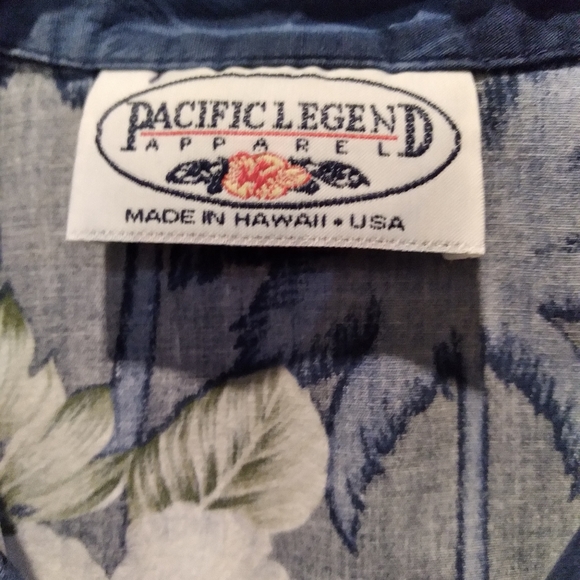 PACIFIC LEGEND
APPAREL
MADE IN HAWAII • USA